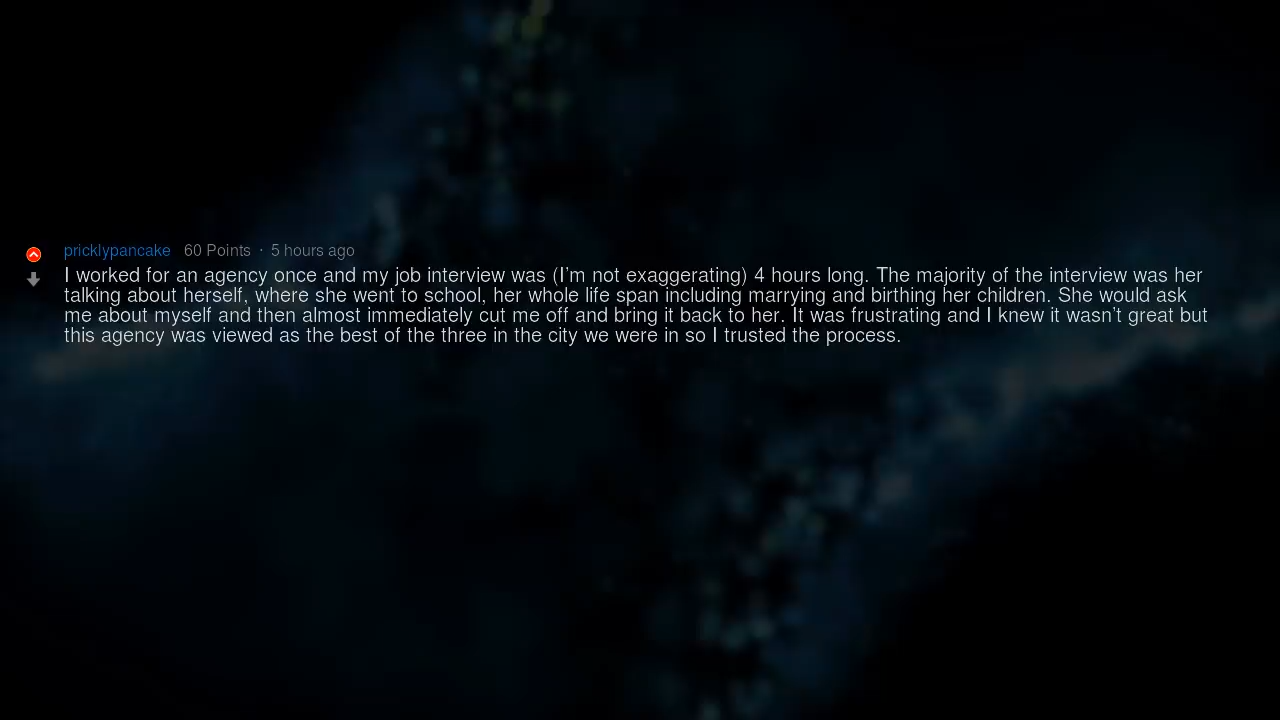 pricklypancake 60 Points · 5 hours ago
I worked for an agency once and my job interview was (I'm not exaggerating) 4 hours long. The majority of the interview was her
talking about herself, where she went to school, her whole life span including marrying and birthing her children. She would ask
me about myself and then almost immediately cut me off and bring it back to her. It was frustrating and I knew it wasn't great but
this agency was viewed as the best of the three in the city we were in so I trusted the process.